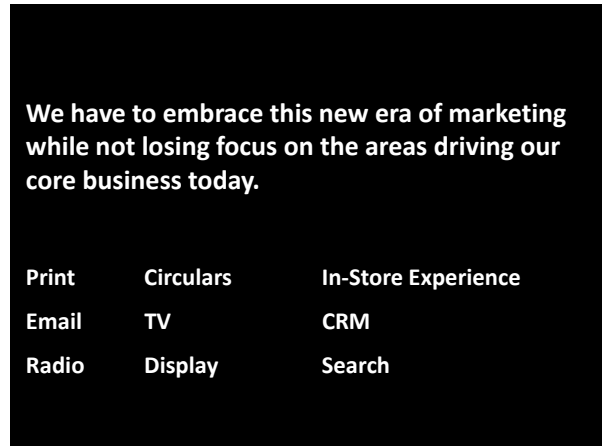 We have to embrace this new era of marketing
while not losing focus on the areas driving our
core business today.
Print Circulars In-Store Experience
Email TV CRM
Radio Display Search